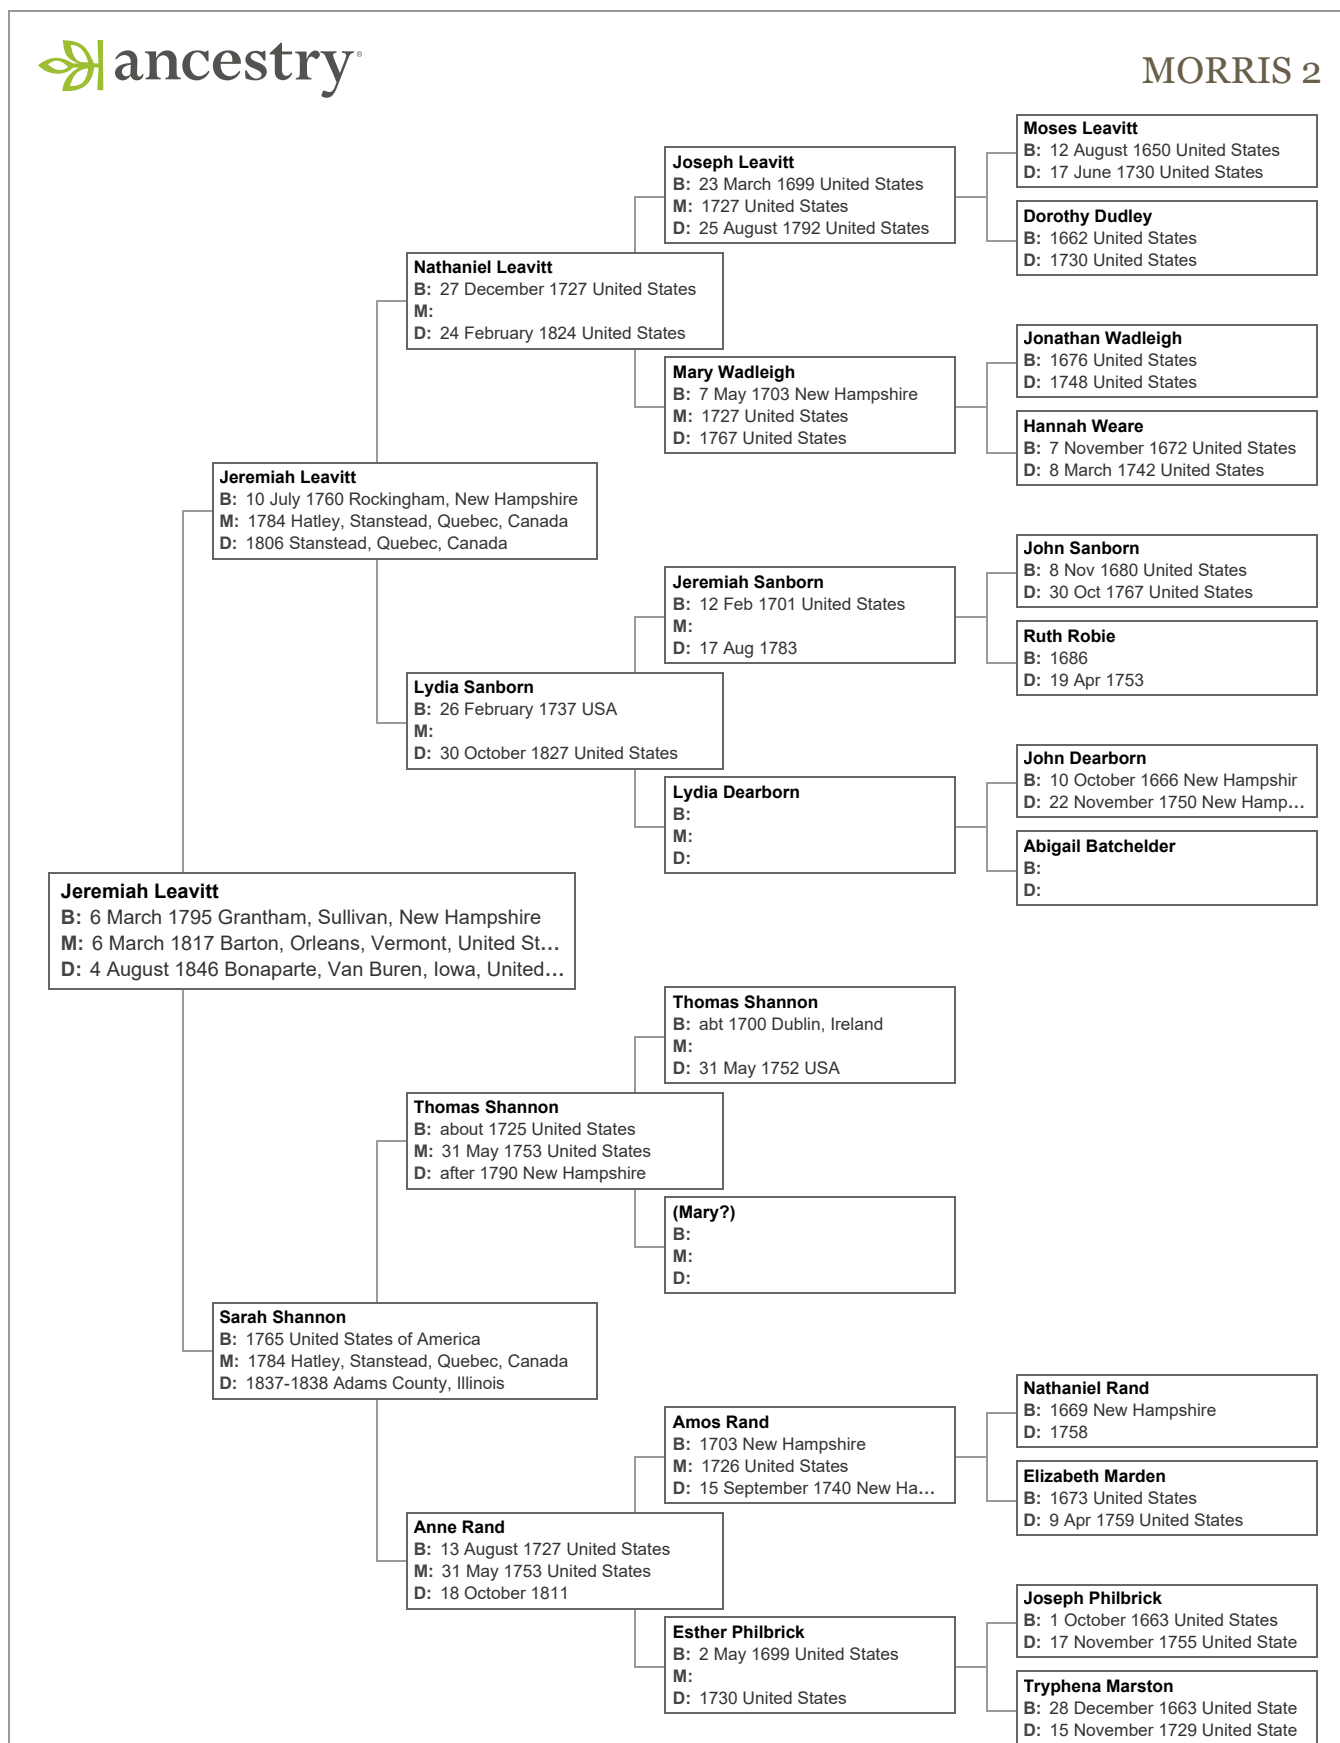 ancestry
MORRIS 2
Moses Leavitt
B: 12 August 1650 United States
D: 17 June 1730 United States
Joseph Leavitt
B: 23 March 1699 United States
M: 1727 United States
D: 25 August 1792 United States
Dorothy Dudley
B: 1662 United States
D: 1730 United States
Nathaniel Leavitt
B: 27 December 1727 United States
M:
D: 24 February 1824 United States
Jonathan Wadleigh
B: 1676 United States
D: 1748 United States
Mary Wadleigh
B: 7 May 1703 New Hampshire
M: 1727 United States
D: 1767 United States
Hannah Weare
B: 7 November 1672 United States
D: 8 March 1742 United States
Jeremiah Leavitt
B: 10 July 1760 Rockingham, New Hampshire
M: 1784 Hatley, Stanstead, Quebec, Canada
D: 1806 Stanstead, Quebec, Canada
John Sanborn
B: 8 Nov 1680 United States
D: 30 Oct 1767 United States
Jeremiah Sanborn
B: 12 Feb 1701 United States
M:
D: 17 Aug 1783
Ruth Robie
B: 1686
D: 19 Apr 1753
Lydia Sanborn
B: 26 February 1737 USA
M:
D: 30 October 1827 United States
John Dearborn
B: 10 October 1666 New Hampshir
D: 22 November 1750 New Hamp...
Lydia Dearborn
B:
M:
D:
Abigail Batchelder
B:
D:
Jeremiah Leavitt
B: 6 March 1795 Grantham, Sullivan, New Hampshire
M: 6 March 1817 Barton, Orleans, Vermont, United St...
D: 4 August 1846 Bonaparte, Van Buren, Iowa, United...
Thomas Shannon
B: abt 1700 Dublin, Ireland
M:
D: 31 May 1752 USA
Thomas Shannon
B: about 1725 United States
M: 31 May 1753 United States
D: after 1790 New Hampshire
(Mary?)
B:
M:
D:
Sarah Shannon
B: 1765 United States of America
M: 1784 Hatley, Stanstead, Quebec, Canada
D: 1837-1838 Adams County, Illinois
Nathaniel Rand
B: 1669 New Hampshire
D: 1758
Amos Rand
B: 1703 New Hampshire
M: 1726 United States
D: 15 September 1740 New Ha...
Elizabeth Marden
B: 1673 United States
D: 9 Apr 1759 United States
Anne Rand
B: 13 August 1727 United States
M: 31 May 1753 United States
D: 18 October 1811
Joseph Philbrick
B: 1 October 1663 United States
D: 17 November 1755 United State
Esther Philbrick
B: 2 May 1699 United States
M:
D: 1730 United States
Tryphena Marston
B: 28 December 1663 United State
D: 15 November 1729 United State